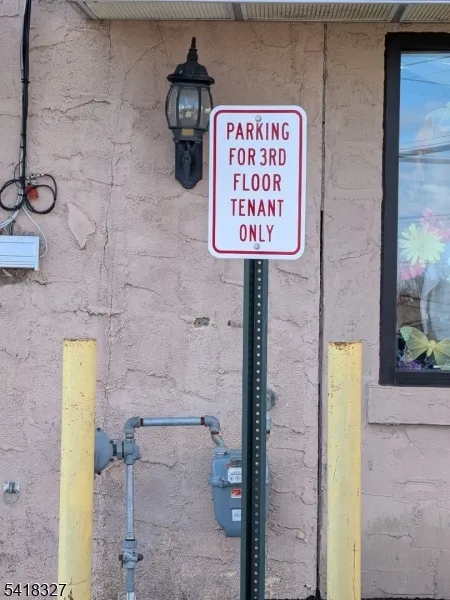 PARKING
FOR 3RD
FLOOR
TENANT
ONLY
5418327